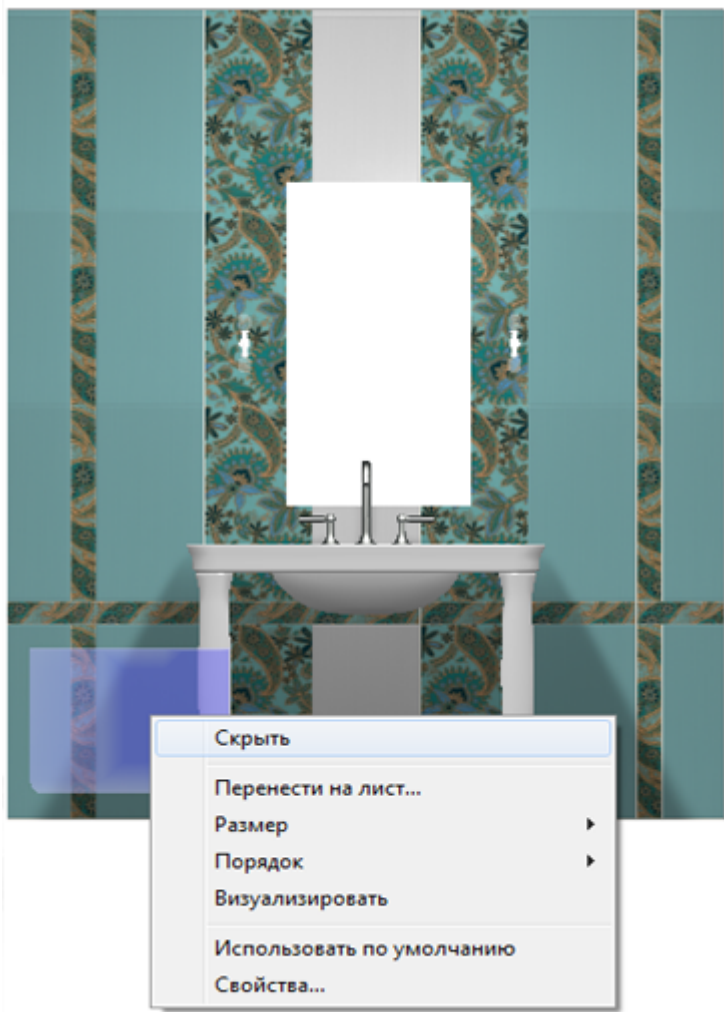 Скрыть
Перенести на лист...
Размер
Порядок
Визуализировать
Использовать по умолчанию
Свойства...